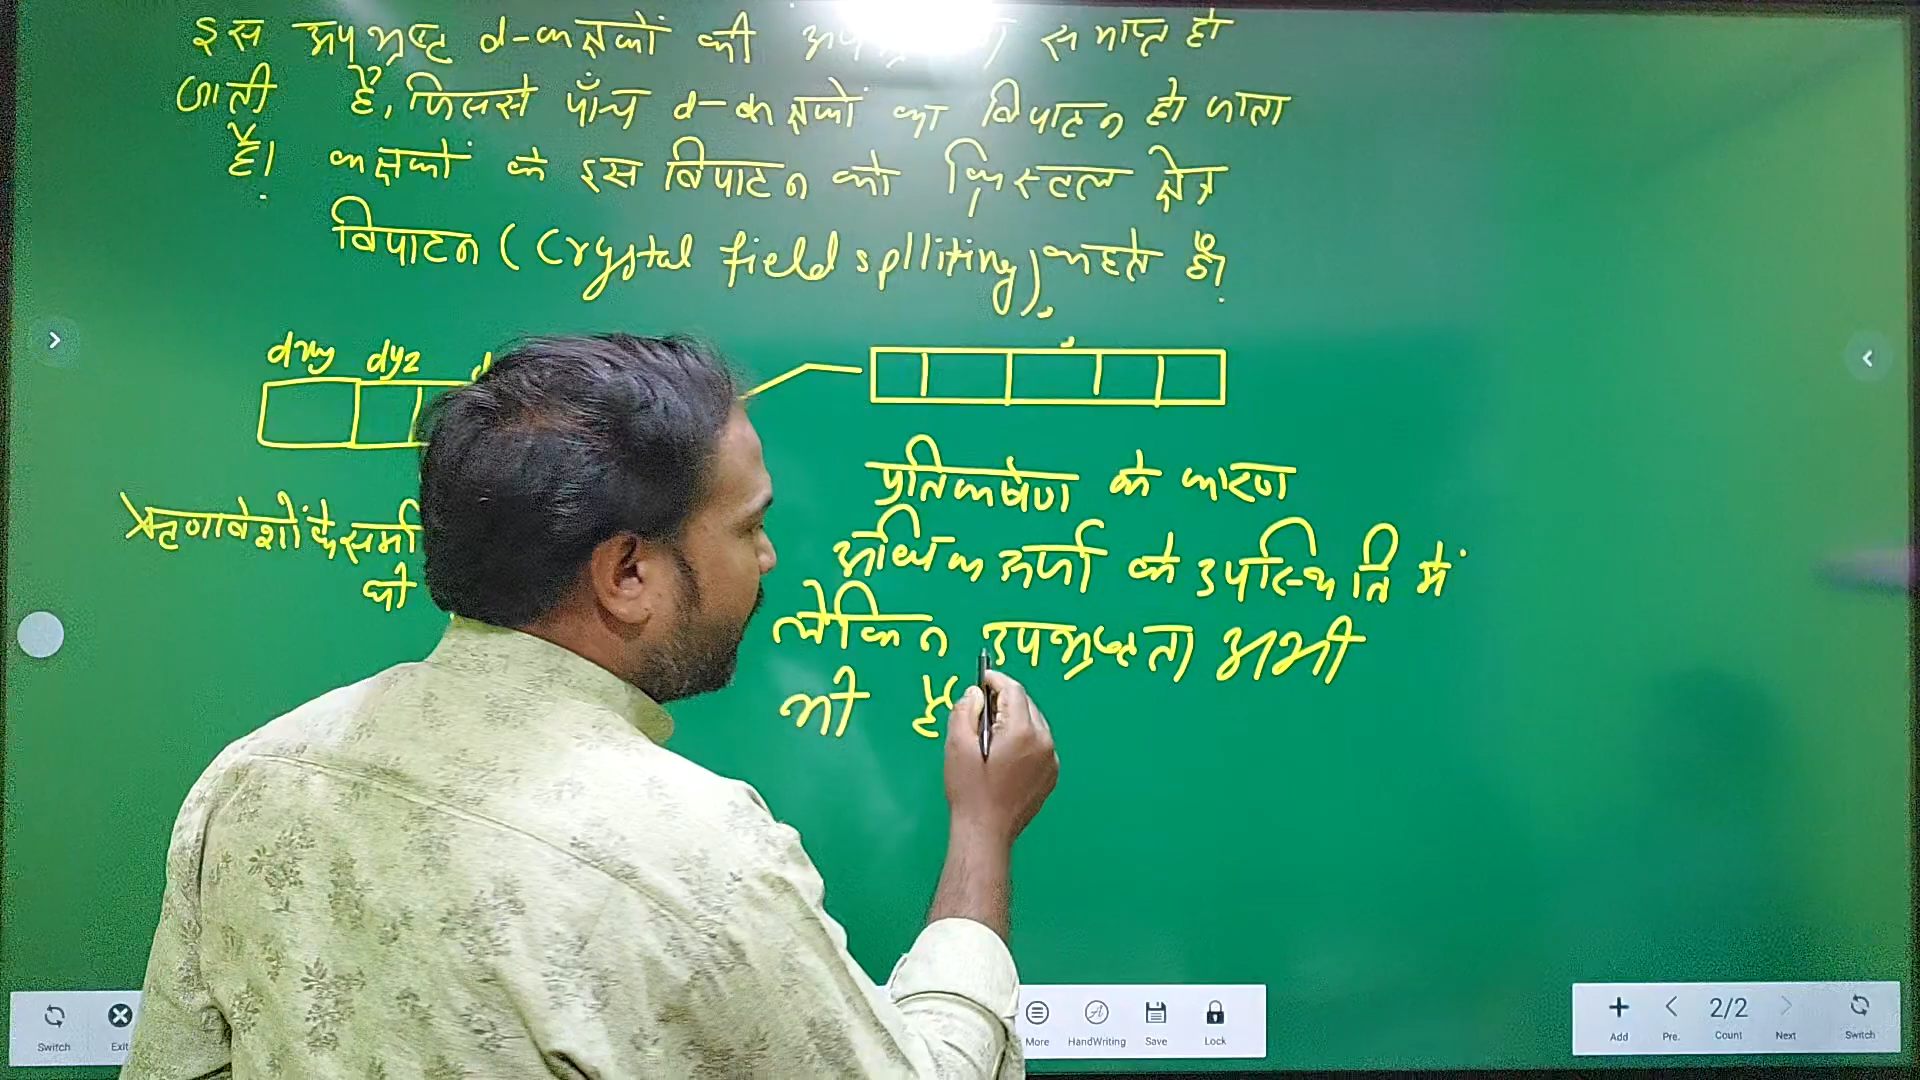 इस अपभ्रष्ट d-कक्षकों की समाप्त हो
जाती है, जिससे पाँच d-कक्षकों का विपाटन हो जाता
है। कक्षकों के इस विपाटन को क्रिस्टल क्षेत्र
विपाटन (Crystal field splliting) कहते हैं।
dxy dyz
प्रतिकर्षण के कारण
ऋणावेशों के
अधिक ऊर्जा के उपस्थिति में
की
लेकिन उपभ्रष्टता अभी
भी है
Switch
Exit
More
HandWriting
Save
Lock
Add
Pre.
2/2
Count
Next
Switch